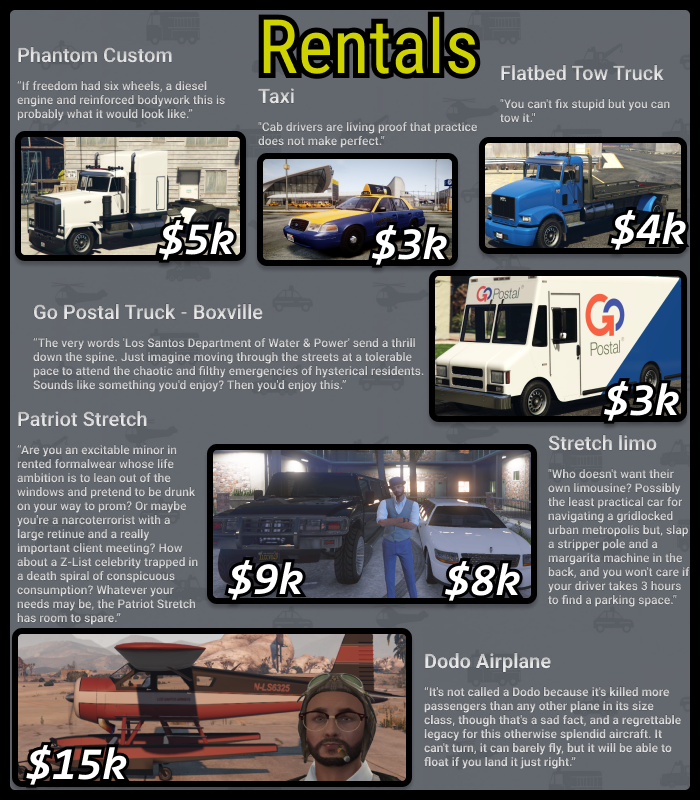 Rentals
Phantom Custom
"If freedom had six wheels, a diesel
engine and reinforced bodywork this is
probably what it would look like."
$5k
Taxi
"Cab drivers are living proof that practice
does not make perfect."
$3k
Flatbed Tow Truck
"You can't fix stupid but you can
tow it."
$4k
Go Postal Truck - Boxville
"The very words 'Los Santos Department of Water & Power' send a thrill
down the spine. Just imagine moving through the streets at a tolerable
pace to attend the chaotic and filthy emergencies of hysterical residents.
Sounds like something you'd enjoy? Then you'd enjoy this."
GO Postal
GO
Postal
$3k
Patriot Stretch
"Are you an excitable minor in
rented formalwear whose life
ambition is to lean out of the
windows and pretend to be drunk
on your way to prom? Or maybe
you're a narcoterrorist with a
large retinue and a really
important client meeting? How
about a Z-List celebrity trapped in
a death spiral of conspicuous
consumption? Whatever your
needs may be, the Patriot Stretch
has room to spare."
$9k
$8k
Stretch limo
"Who doesn't want their
own limousine? Possibly
the least practical car for
navigating a gridlocked
urban metropolis but, slap
a stripper pole and a
margarita machine in the
back, and you won't care if
your driver takes 3 hours
to find a parking space."
4-LS6325
$15k
Dodo Airplane
"It's not called a Dodo because it's killed more
passengers than any other plane in its size
class, though that's a sad fact, and a regrettable
legacy for this otherwise splendid aircraft. It
can't turn, it can barely fly, but it will be able to
float if you land it just right."